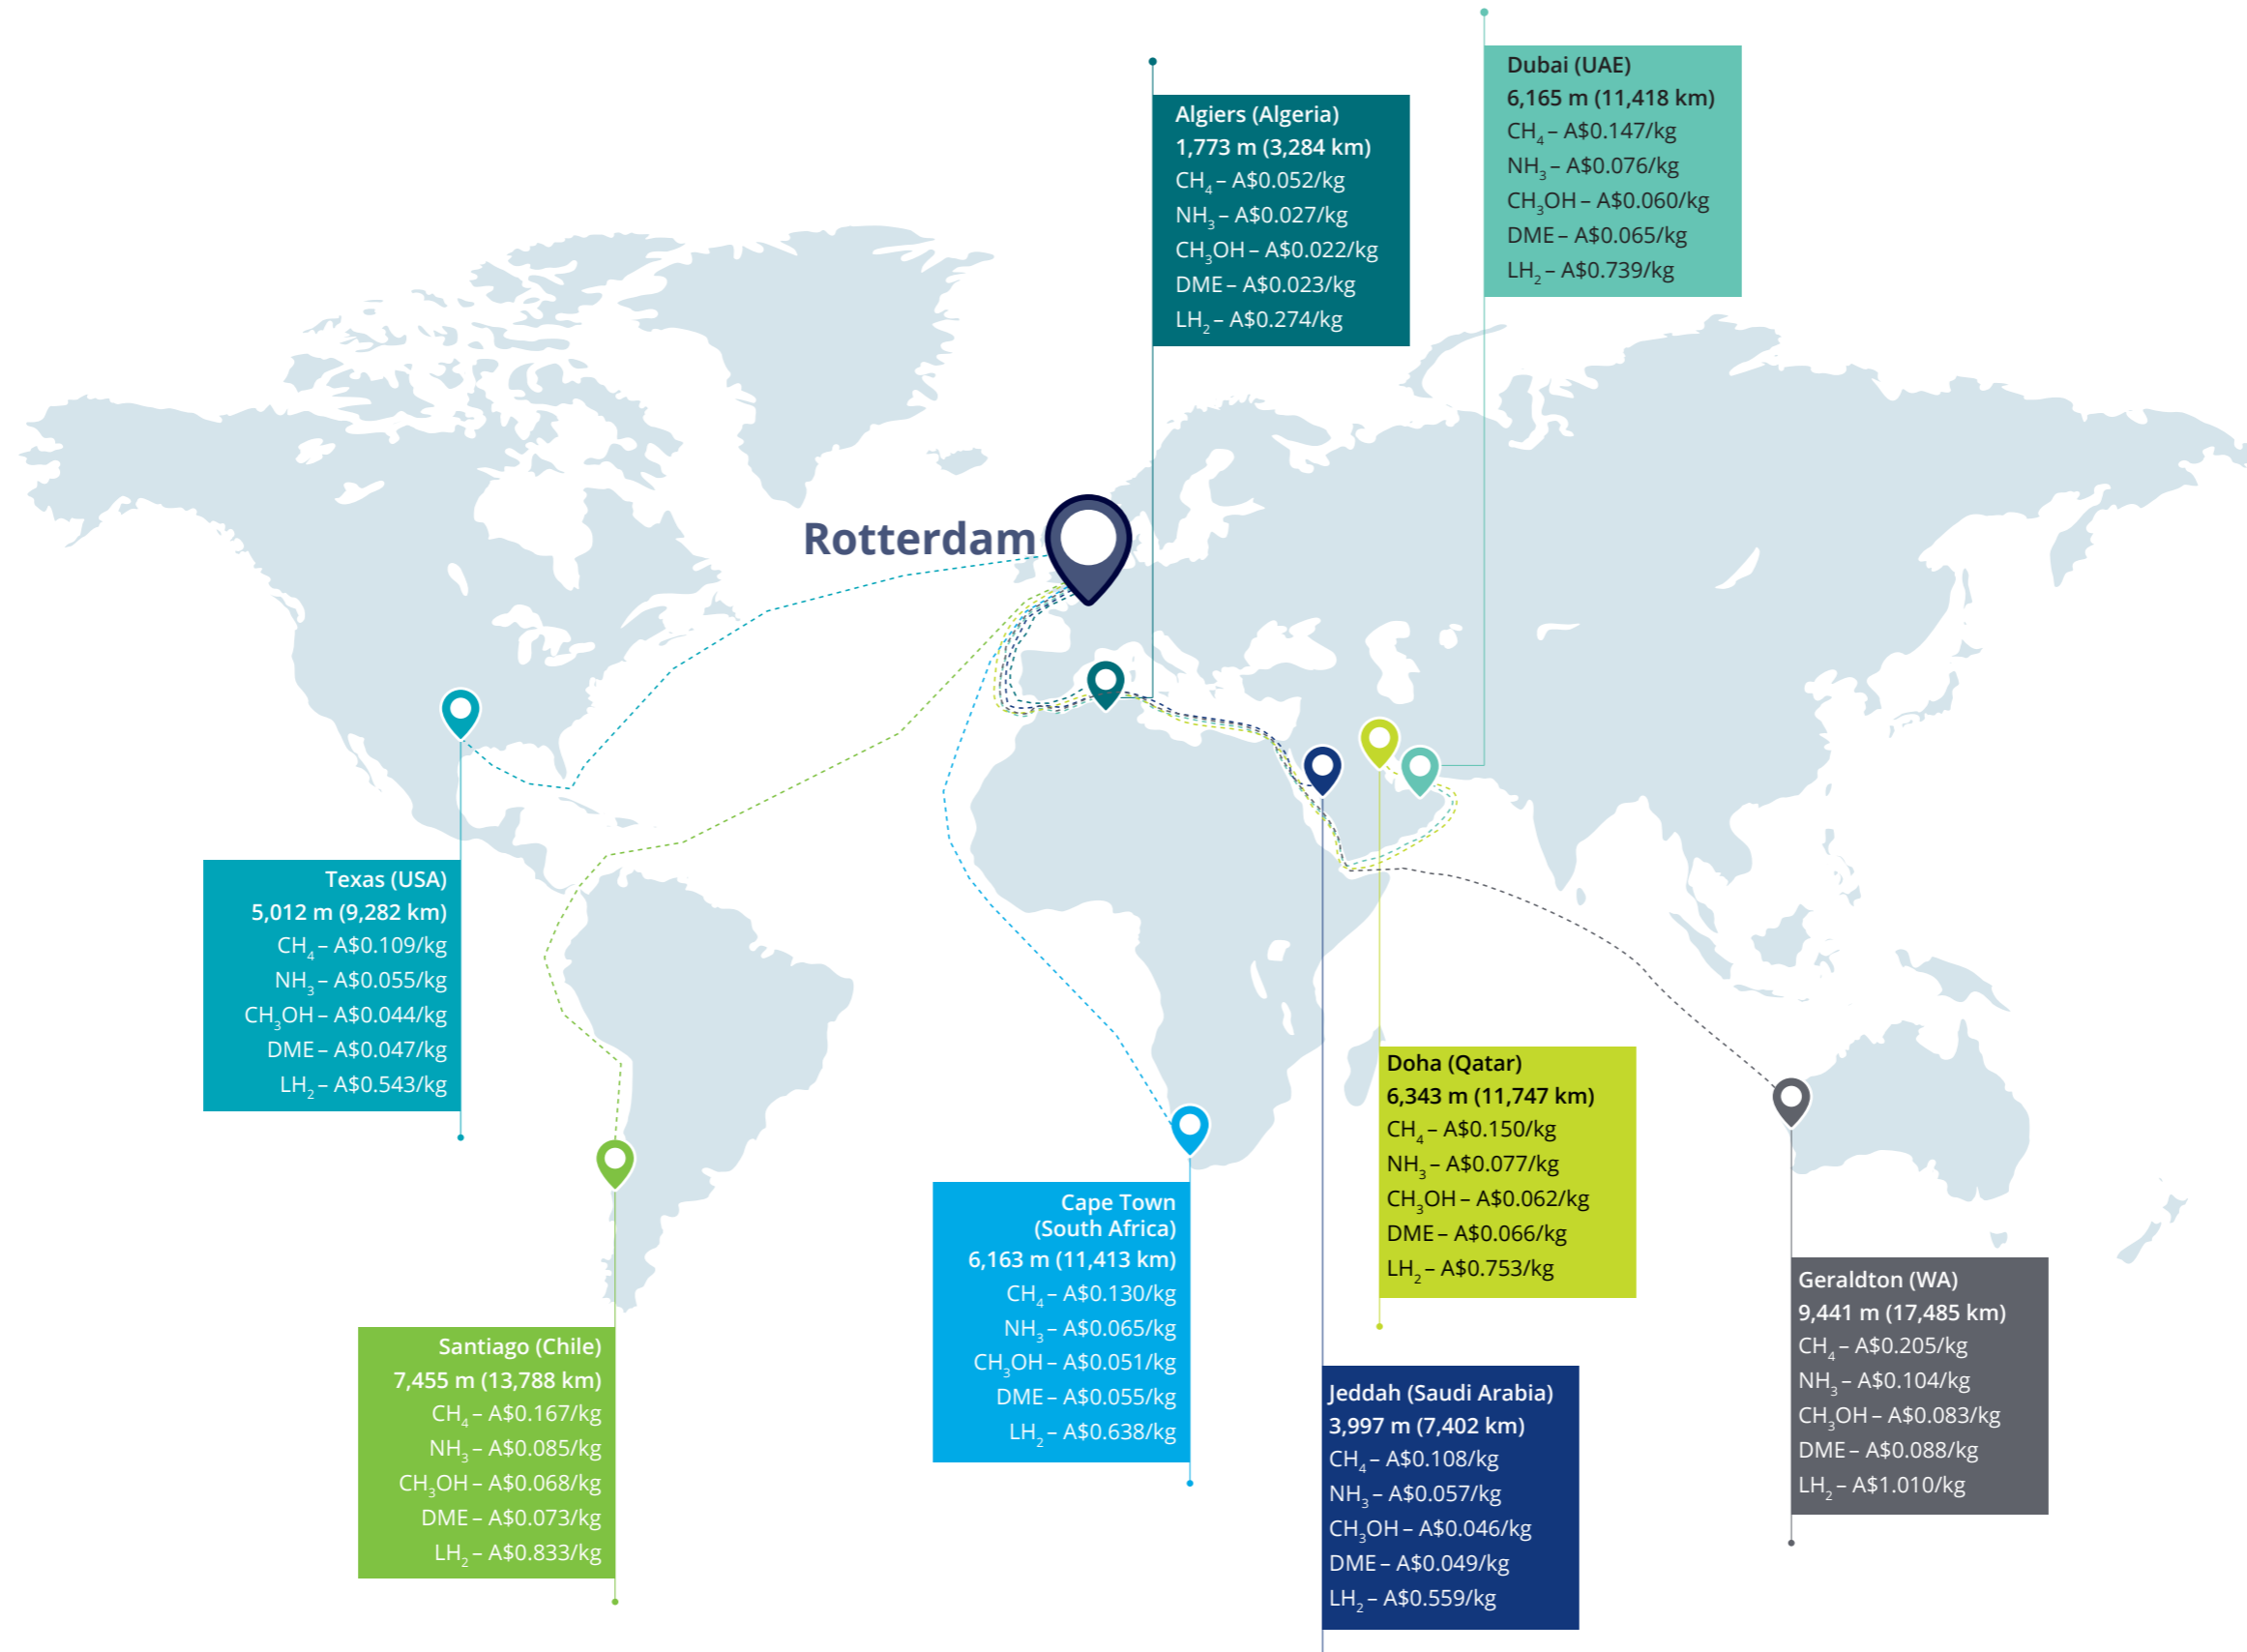 Dubai (UAE)
6,165 m (11,418 km)
CH₄ – A$0.147/kg
NH₃ – A$0.076/kg
CH₃OH – A$0.060/kg
DME – A$0.065/kg
LH₂ – A$0.739/kg
Algiers (Algeria)
1,773 m (3,284 km)
CH₄ – A$0.052/kg
NH₃ – A$0.027/kg
CH₃OH – A$0.022/kg
DME – A$0.023/kg
LH₂ – A$0.274/kg
Rotterdam
Texas (USA)
5,012 m (9,282 km)
CH₄ – A$0.109/kg
NH₃ – A$0.055/kg
CH₃OH – A$0.044/kg
DME – A$0.047/kg
LH₂ – A$0.543/kg
Doha (Qatar)
6,343 m (11,747 km)
CH₄ – A$0.150/kg
NH₃ – A$0.077/kg
CH₃OH – A$0.062/kg
DME – A$0.066/kg
LH₂ – A$0.753/kg
Cape Town
(South Africa)
6,163 m (11,413 km)
CH₄ – A$0.130/kg
NH₃ – A$0.065/kg
CH₃OH – A$0.051/kg
DME – A$0.055/kg
LH₂ – A$0.638/kg
Geraldton (WA)
9,441 m (17,485 km)
CH₄ – A$0.205/kg
NH₃ – A$0.104/kg
CH₃OH – A$0.083/kg
DME – A$0.088/kg
LH₂ – A$1.010/kg
Santiago (Chile)
7,455 m (13,788 km)
CH₄ – A$0.167/kg
NH₃ – A$0.085/kg
CH₃OH – A$0.068/kg
DME – A$0.073/kg
LH₂ – A$0.833/kg
Jeddah (Saudi Arabia)
3,997 m (7,402 km)
CH₄ – A$0.108/kg
NH₃ – A$0.057/kg
CH₃OH – A$0.046/kg
DME – A$0.049/kg
LH₂ – A$0.559/kg